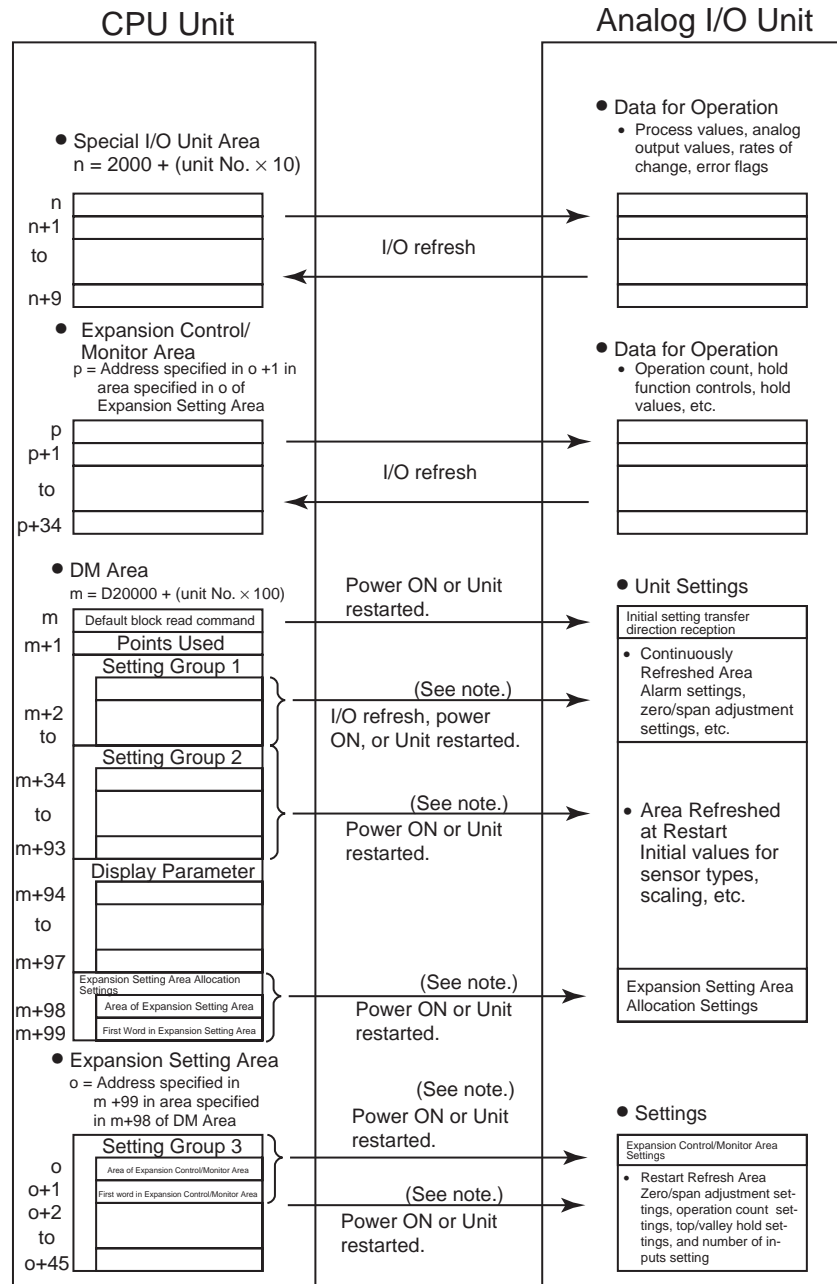 CPU Unit
Analog I/O Unit
● Special I/O Unit Area
n = 2000 + (unit No. × 10)
n
n+1
to
n+9
I/O refresh
● Data for Operation
• Process values, analog
output values, rates of
change, error flags
● Expansion Control/
Monitor Area
p = Address specified in o +1 in
area specified in o of
Expansion Setting Area
p
p+1
to
p+34
I/O refresh
● Data for Operation
• Operation count, hold
function controls, hold
values, etc.
● DM Area
m = D20000 + (unit No. × 100)
m
Default block read command
m+1
Points Used
Setting Group 1
m+2
to
Setting Group 2
m+34
to
m+93
Display Parameter
m+94
to
m+97
Expansion Setting Area Allocation
Settings
m+98
Area of Expansion Setting Area
m+99
First Word in Expansion Setting Area
Power ON or Unit
restarted.
(See note.)
I/O refresh, power
ON, or Unit restarted.
(See note.)
Power ON or Unit
restarted.
(See note.)
Power ON or Unit
restarted.
● Unit Settings
Initial setting transfer
direction reception
• Continuously
Refreshed Area
Alarm settings,
zero/span adjustment
settings, etc.
• Area Refreshed
at Restart
Initial values for
sensor types,
scaling, etc.
Expansion Setting Area
Allocation Settings
● Expansion Setting Area
o = Address specified in
m +99 in area specified
in m+98 of DM Area
Setting Group 3
o
Area of Expansion Control/Monitor Area
o+1
First word in Expansion Control/Monitor Area
o+2
to
o+45
(See note.)
Power ON or Unit
restarted.
(See note.)
Power ON or Unit
restarted.
● Settings
Expansion Control/Monitor Area
Settings
• Restart Refresh Area
Zero/span adjustment set-
tings, operation count set-
tings, top/valley hold set-
tings, and number of in-
puts setting